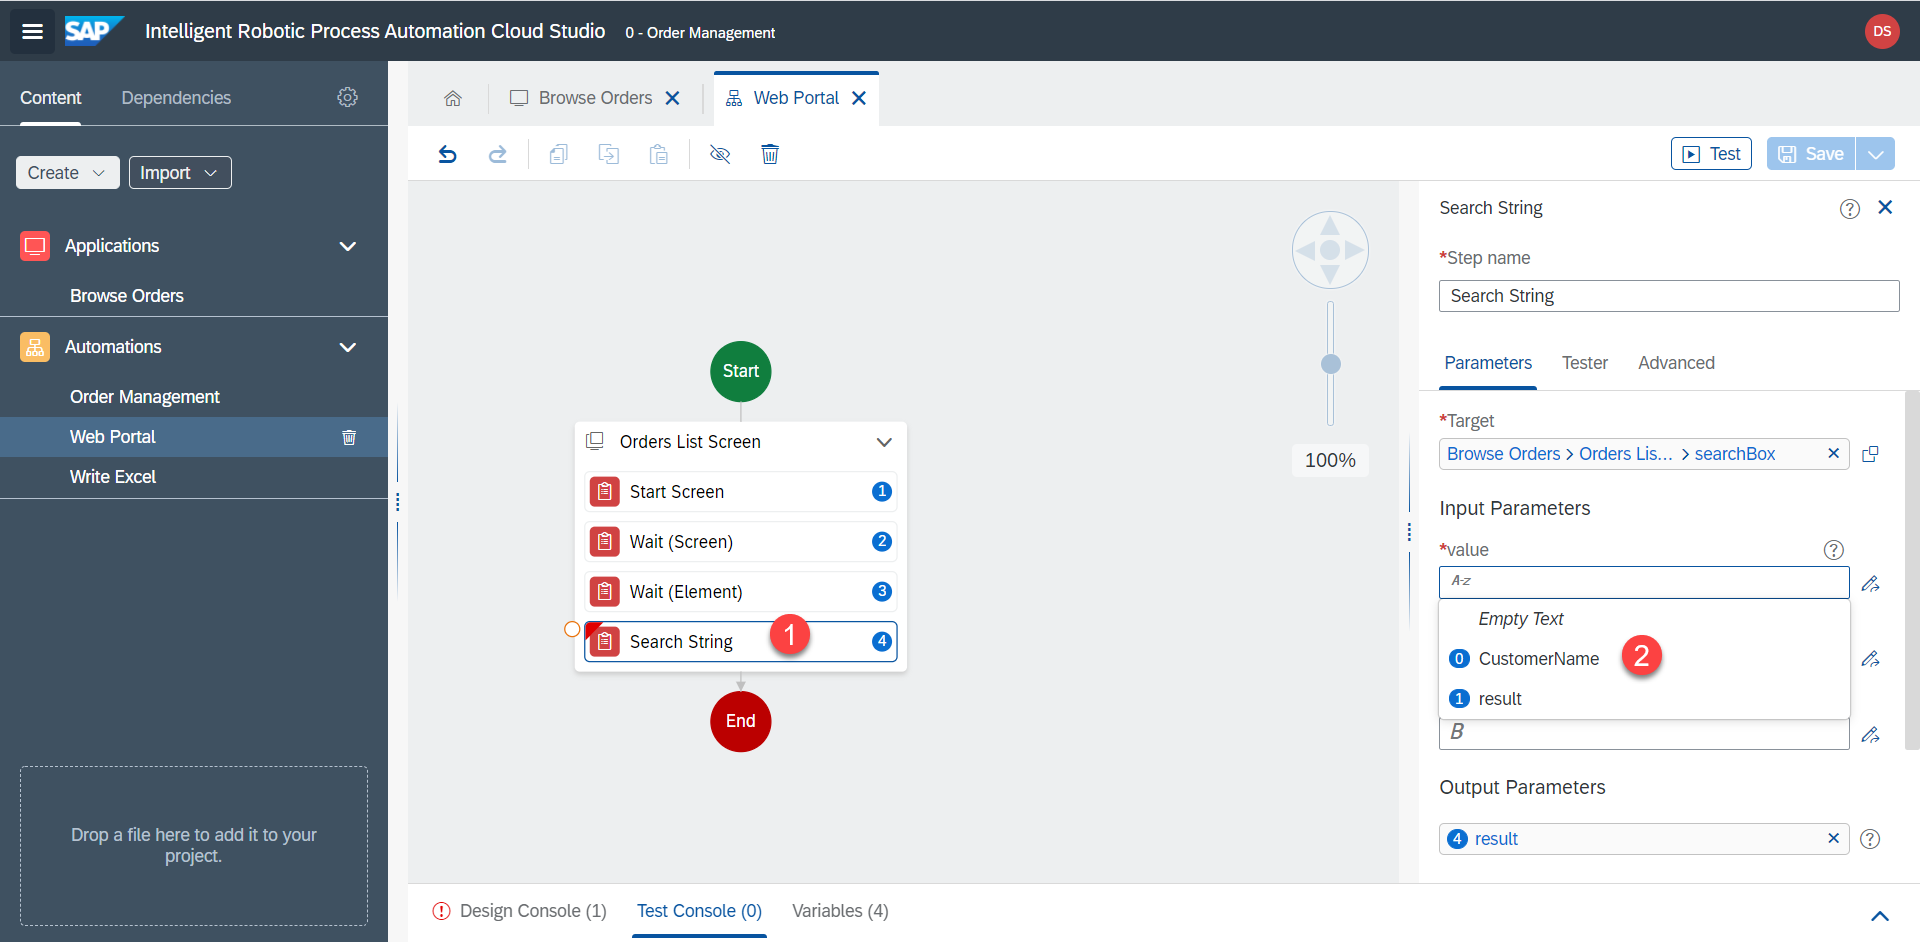 SAP Intelligent Robotic Process Automation Cloud Studio 0 - Order Management DS
Content Dependencies
Create Import
Applications
Browse Orders
Automations
Order Management
Web Portal
Write Excel
Drop a file here to add it to your
project.
Browse Orders Web Portal
Test Save
Start
Orders List Screen
Start Screen 1
Wait (Screen) 2
Wait (Element) 3
Search String 1 4
End
100%
Search String ?
*Step name
Search String
Parameters Tester Advanced
*Target
Browse Orders > Orders Lis... > searchBox
Input Parameters
*value ?
A-z
Empty Text
0 CustomerName 2
1 result
B
Output Parameters
4 result ?
Design Console (1) Test Console (0) Variables (4)